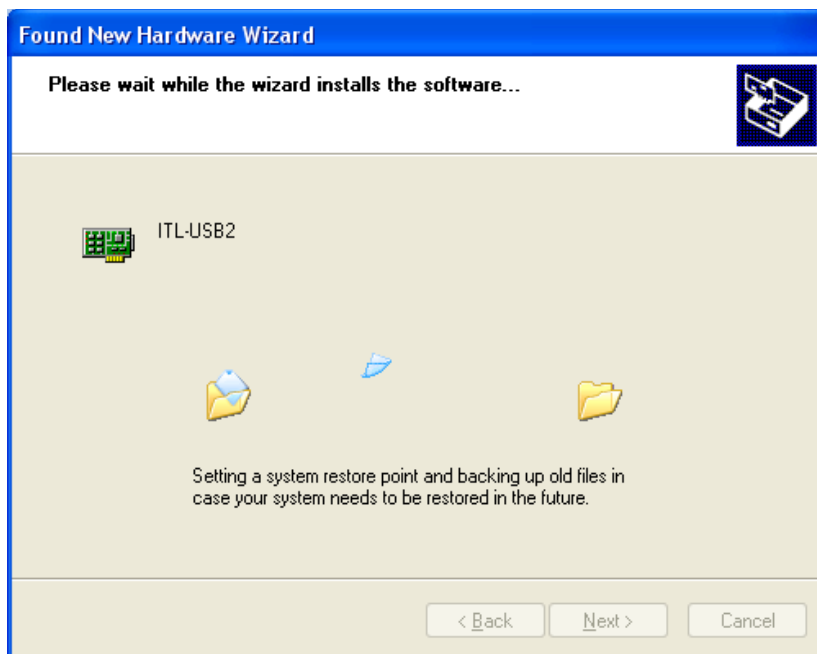 Found New Hardware Wizard
Please wait while the wizard installs the software...
ITL-USB2
Setting a system restore point and backing up old files in
case your system needs to be restored in the future.
< Back Next > Cancel